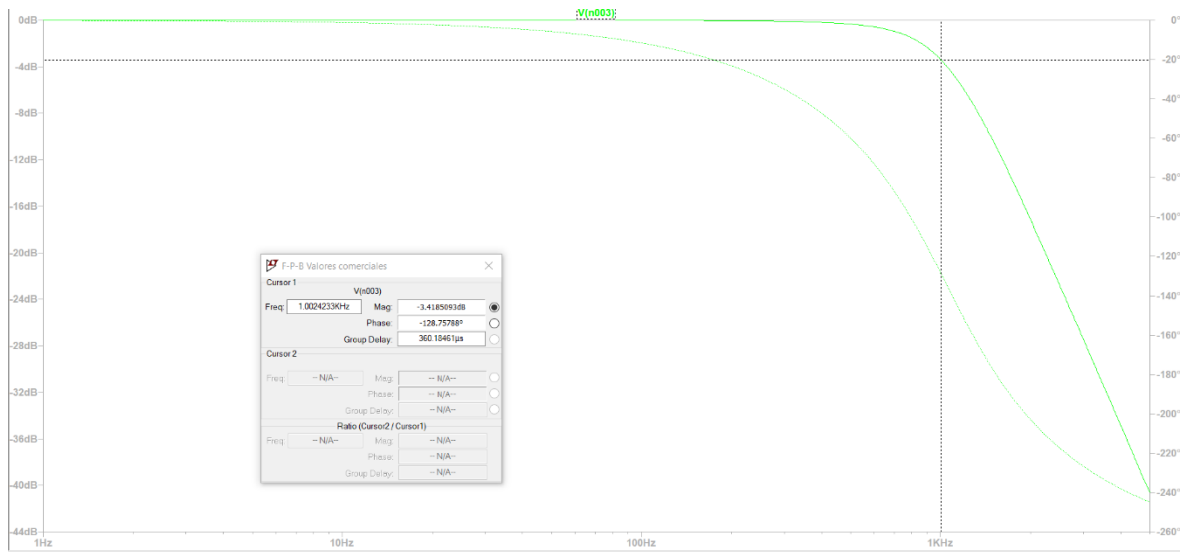 V(n003)
0dB
-4dB
-8dB
-12dB
-16dB
-20dB
-24dB
-28dB
-32dB
-36dB
-40dB
-44dB
0°
-20°
-40°
-60°
-80°
-100°
-120°
-140°
-160°
-180°
-200°
-220°
-240°
-260°
1Hz
10Hz
100Hz
1KHz
F-P-B Valores comerciales
Cursor 1
V(n003)
Freq: 1.0024233KHz Mag: -3.4185093dB
Phase: -128.75788°
Group Delay: 360.18461µs
Cursor 2
Freq: -- N/A-- Mag: -- N/A--
Phase: -- N/A--
Group Delay: -- N/A--
Ratio (Cursor2 / Cursor1)
Freq: -- N/A-- Mag: -- N/A--
Phase: -- N/A--
Group Delay: -- N/A--